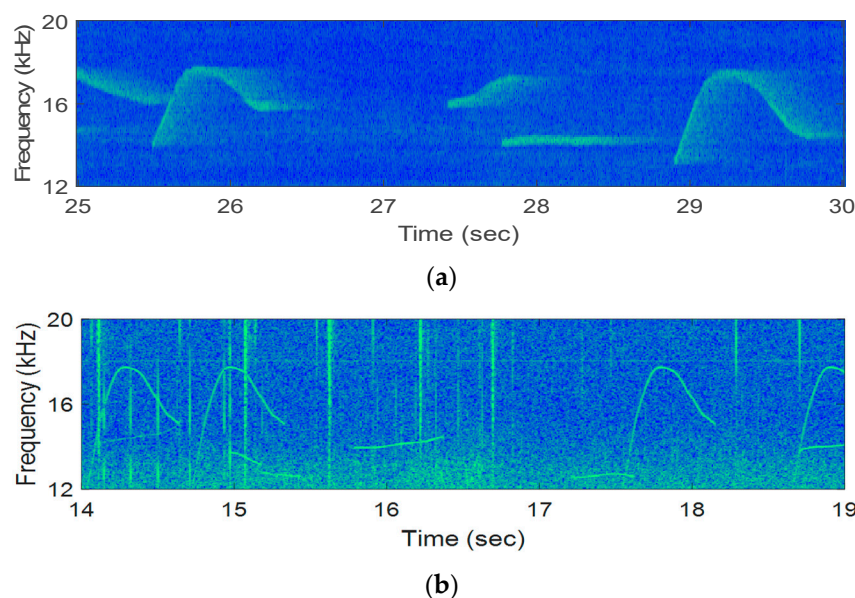 20
16
12
Frequency (kHz)
25 26 27 28 29 30
Time (sec)
(a)
20
16
12
Frequency (kHz)
14 15 16 17 18 19
Time (sec)
(b)